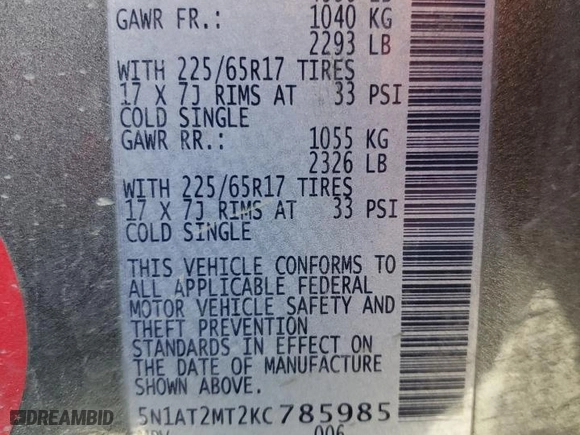 GAWR FR.: 1040 KG
2293 LB
WITH 225/65R17 TIRES
17 X 7J RIMS AT 33 PSI
COLD SINGLE
GAWR RR.: 1055 KG
2326 LB
WITH 225/65R17 TIRES
17 X 7J RIMS AT 33 PSI
COLD SINGLE
THIS VEHICLE CONFORMS TO
ALL APPLICABLE FEDERAL
MOTOR VEHICLE SAFETY AND
THEFT PREVENTION
STANDARDS IN EFFECT ON
THE DATE OF MANUFACTURE
SHOWN ABOVE.
5N1AT2MT2KC785985
DREAMBID